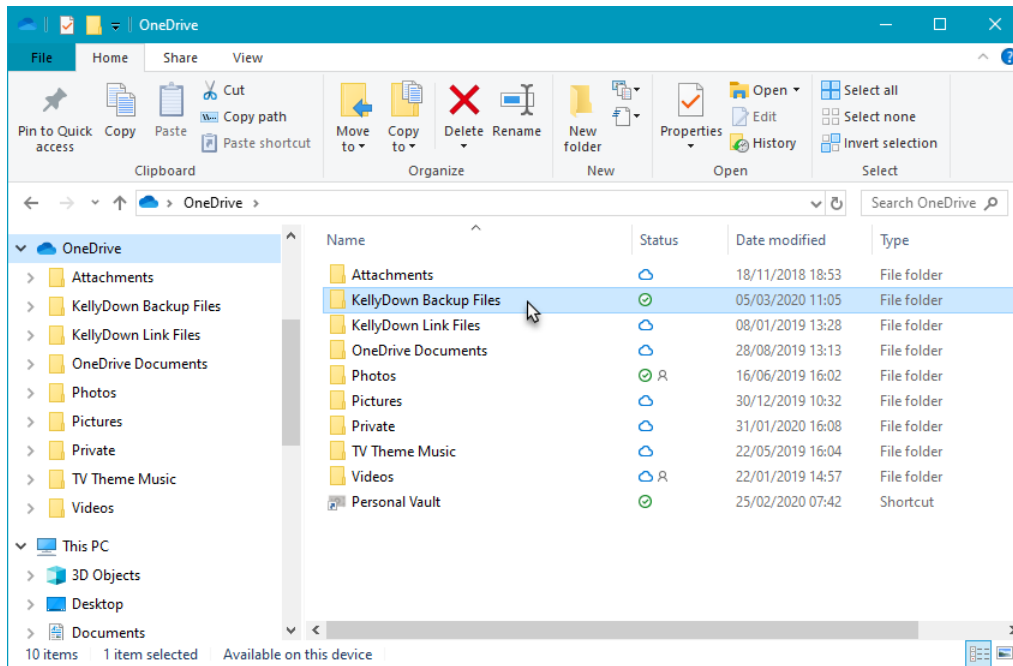 OneDrive
File Home Share View
Pin to Quick access
Copy
Paste
Cut
Copy path
Paste shortcut
Move to
Copy to
Delete
Rename
New folder
Properties
Open
Edit
History
Select all
Select none
Invert selection
Clipboard Organize New Open Select
OneDrive
Search OneDrive
OneDrive
Attachments
KellyDown Backup Files
KellyDown Link Files
OneDrive Documents
Photos
Pictures
Private
TV Theme Music
Videos
This PC
3D Objects
Desktop
Documents
Name Status Date modified Type
Attachments 18/11/2018 18:53 File folder
KellyDown Backup Files 05/03/2020 11:05 File folder
KellyDown Link Files 08/01/2019 13:28 File folder
OneDrive Documents 28/08/2019 13:13 File folder
Photos 16/06/2019 16:02 File folder
Pictures 30/12/2019 10:32 File folder
Private 31/01/2020 16:08 File folder
TV Theme Music 22/05/2019 16:04 File folder
Videos 22/01/2019 14:57 File folder
Personal Vault 25/02/2020 07:42 Shortcut
10 items 1 item selected Available on this device